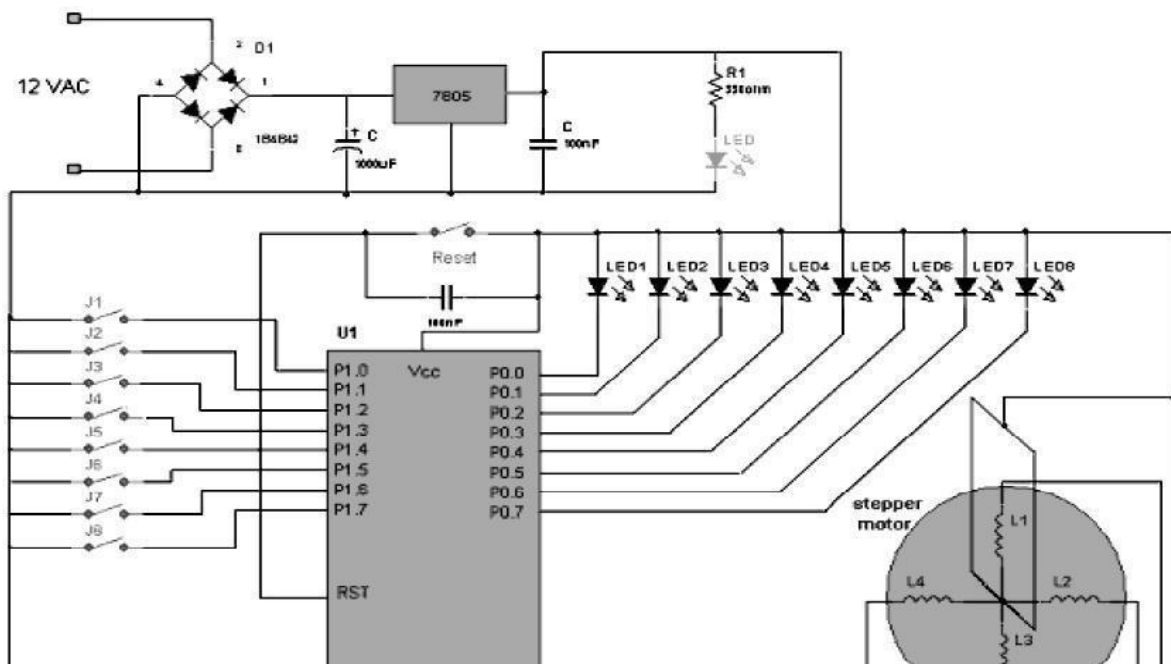 2 D1
12 VAC
4
1
7805
R1
330ohm
C
1000uF
C
100nF
LED
Reset
LED1 LED2 LED3 LED4 LED5 LED6 LED7 LED8
100nF
U1
J1
J2
J3
J4
J5
J6
J7
J8
Vcc
P1.0
P1.1
P1.2
P1.3
P1.4
P1.5
P1.6
P1.7
RST
P0.0
P0.1
P0.2
P0.3
P0.4
P0.5
P0.6
P0.7
stepper
motor
L1
L4
L2
L3